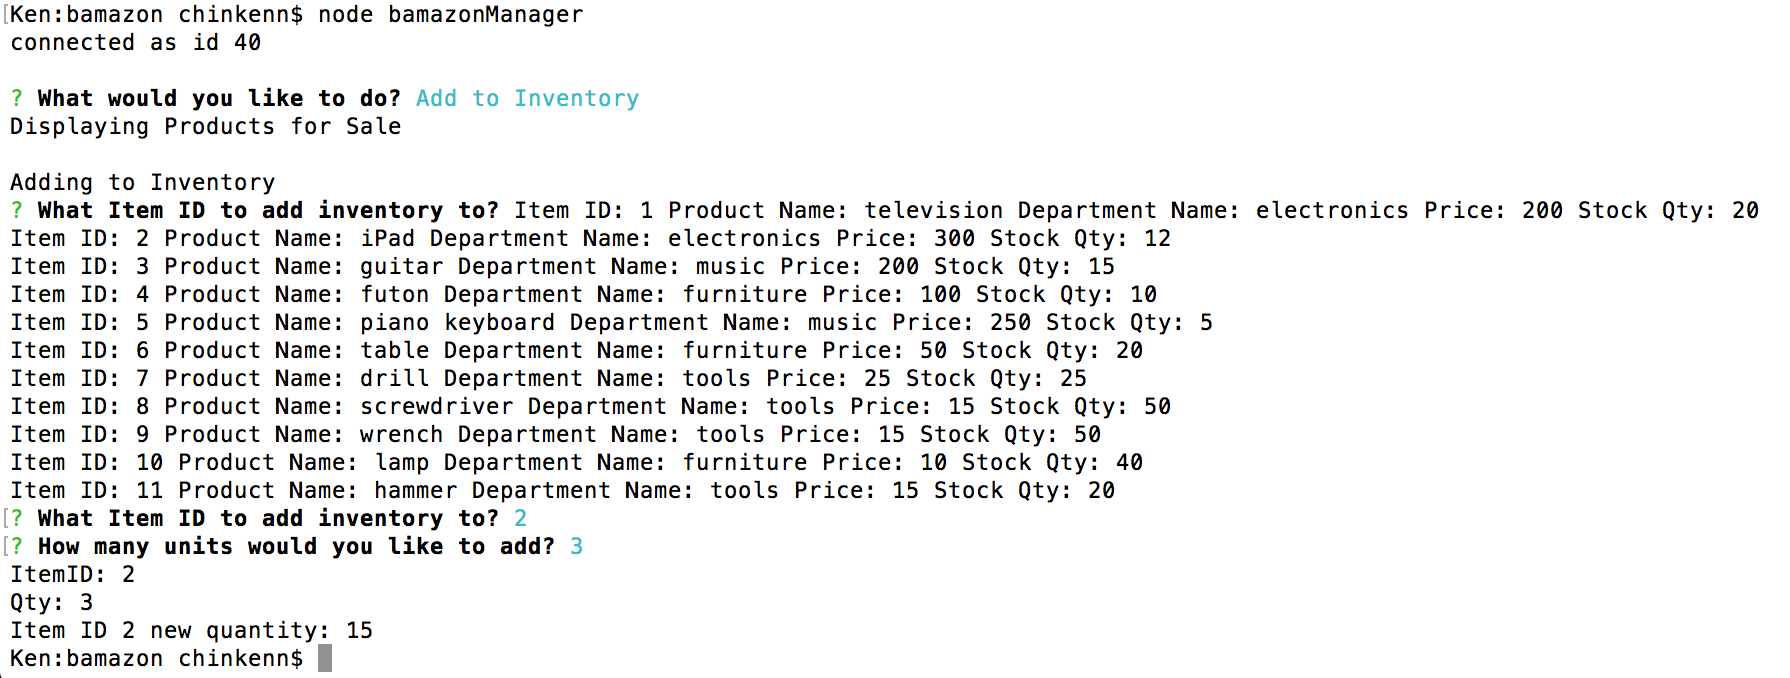 [Ken:bamazon chinkenn$ node bamazonManager
connected as id 40
? What would you like to do? Add to Inventory
Displaying Products for Sale
Adding to Inventory
? What Item ID to add inventory to? Item ID: 1 Product Name: television Department Name: electronics Price: 200 Stock Qty: 20
Item ID: 2 Product Name: iPad Department Name: electronics Price: 300 Stock Qty: 12
Item ID: 3 Product Name: guitar Department Name: music Price: 200 Stock Qty: 15
Item ID: 4 Product Name: futon Department Name: furniture Price: 100 Stock Qty: 10
Item ID: 5 Product Name: piano keyboard Department Name: music Price: 250 Stock Qty: 5
Item ID: 6 Product Name: table Department Name: furniture Price: 50 Stock Qty: 20
Item ID: 7 Product Name: drill Department Name: tools Price: 25 Stock Qty: 25
Item ID: 8 Product Name: screwdriver Department Name: tools Price: 15 Stock Qty: 50
Item ID: 9 Product Name: wrench Department Name: tools Price: 15 Stock Qty: 50
Item ID: 10 Product Name: lamp Department Name: furniture Price: 10 Stock Qty: 40
Item ID: 11 Product Name: hammer Department Name: tools Price: 15 Stock Qty: 20
[? What Item ID to add inventory to? 2
[? How many units would you like to add? 3
ItemID: 2
Qty: 3
Item ID 2 new quantity: 15
Ken:bamazon chinkenn$